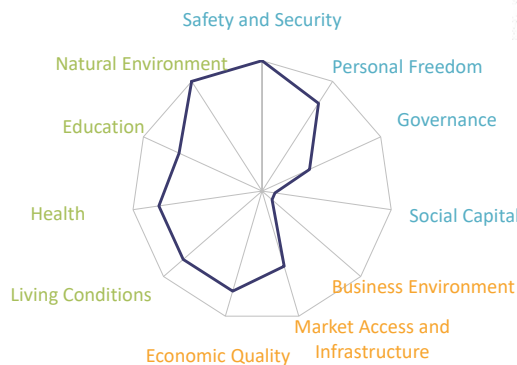 Safety and Security
Natural Environment
Personal Freedom
Education
Governance
Health
Social Capital
Living Conditions
Business Environment
Market Access and
Infrastructure
Economic Quality